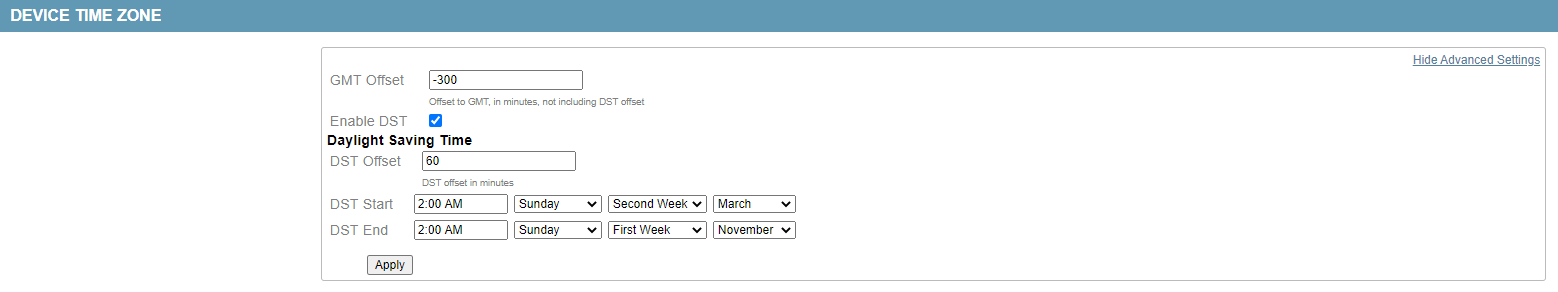 DEVICE TIME ZONE
Hide Advanced Settings
GMT Offset -300
Offset to GMT, in minutes, not including DST offset
Enable DST
Daylight Saving Time
DST Offset 60
DST offset in minutes
DST Start 2:00 AM Sunday Second Week March
DST End 2:00 AM Sunday First Week November
Apply